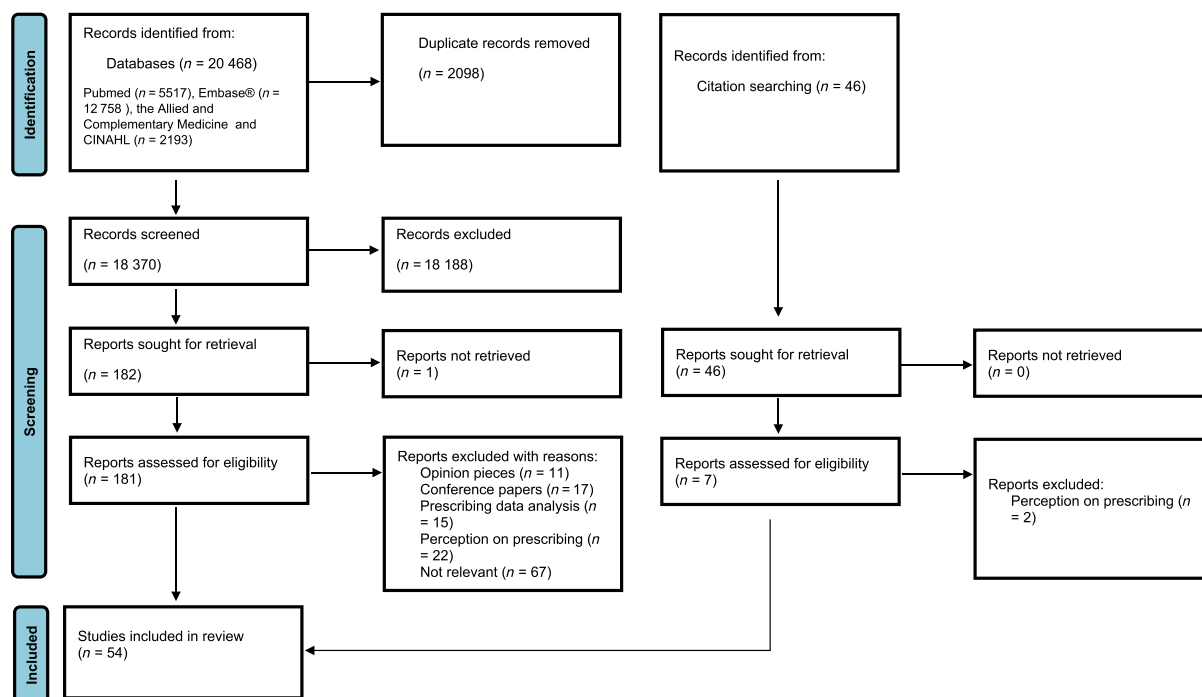 Identification
Records identified from:
Databases (n = 20 468)
Pubmed (n = 5517), Embase® (n =
12 758 ), the Allied and
Complementary Medicine and
CINAHL (n = 2193)
Duplicate records removed
(n = 2098)
Records identified from:
Citation searching (n = 46)
Screening
Records screened
(n = 18 370)
Records excluded
(n = 18 188)
Reports sought for retrieval
(n = 182)
Reports not retrieved
(n = 1)
Reports sought for retrieval
(n = 46)
Reports not retrieved
(n = 0)
Reports assessed for eligibility
(n = 181)
Reports excluded with reasons:
Opinion pieces (n = 11)
Conference papers (n = 17)
Prescribing data analysis (n
= 15)
Perception on prescribing (n
= 22)
Not relevant (n = 67)
Reports assessed for eligibility
(n = 7)
Reports excluded:
Perception on prescribing (n
= 2)
Included
Studies included in review
(n = 54)